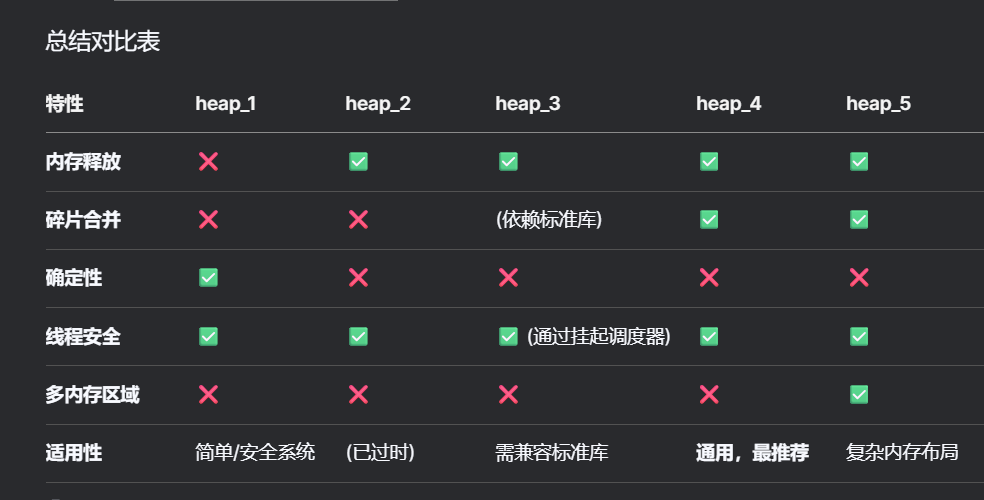 总结对比表
特性 heap_1 heap_2 heap_3 heap_4 heap_5
内存释放 ❌ ✅ ✅ ✅ ✅
碎片合并 ❌ ❌ (依赖标准库) ✅ ✅
确定性 ✅ ❌ ❌ ❌ ❌
线程安全 ✅ ✅ ✅ (通过挂起调度器) ✅ ✅
多内存区域 ❌ ❌ ❌ ❌ ✅
适用性 简单/安全系统 (已过时) 需兼容标准库 通用，最推荐 复杂内存布局